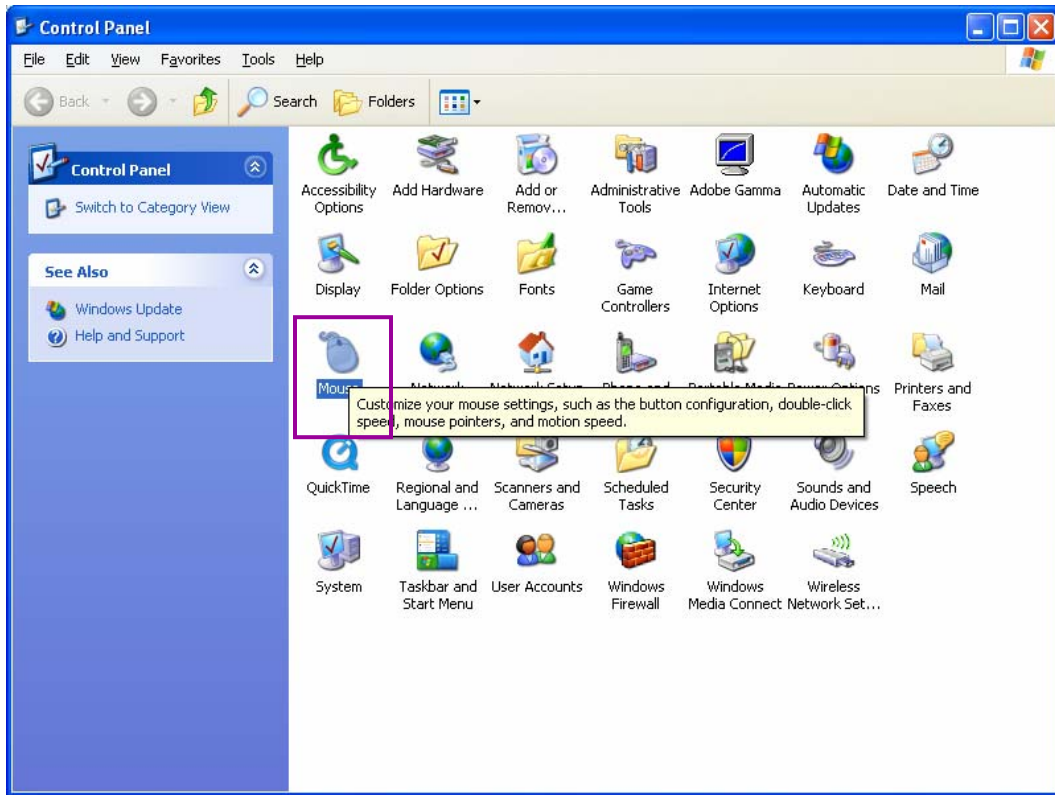 Control Panel
File Edit View Favorites Tools Help
Back Search Folders
Control Panel
Switch to Category View
See Also
Windows Update
Help and Support
Accessibility Add Hardware Add or Administrative Adobe Gamma Automatic Date and Time
Options Remov... Tools Updates
Display Folder Options Fonts Game Internet Keyboard Mail
Controllers Options
Mouse Printers and
Faxes
Customize your mouse settings, such as the button configuration, double-click
speed, mouse pointers, and motion speed.
QuickTime Regional and Scanners and Scheduled Security Sounds and Speech
Language ... Cameras Tasks Center Audio Devices
System Taskbar and User Accounts Windows Windows Wireless
Start Menu Firewall Media Connect Network Set...